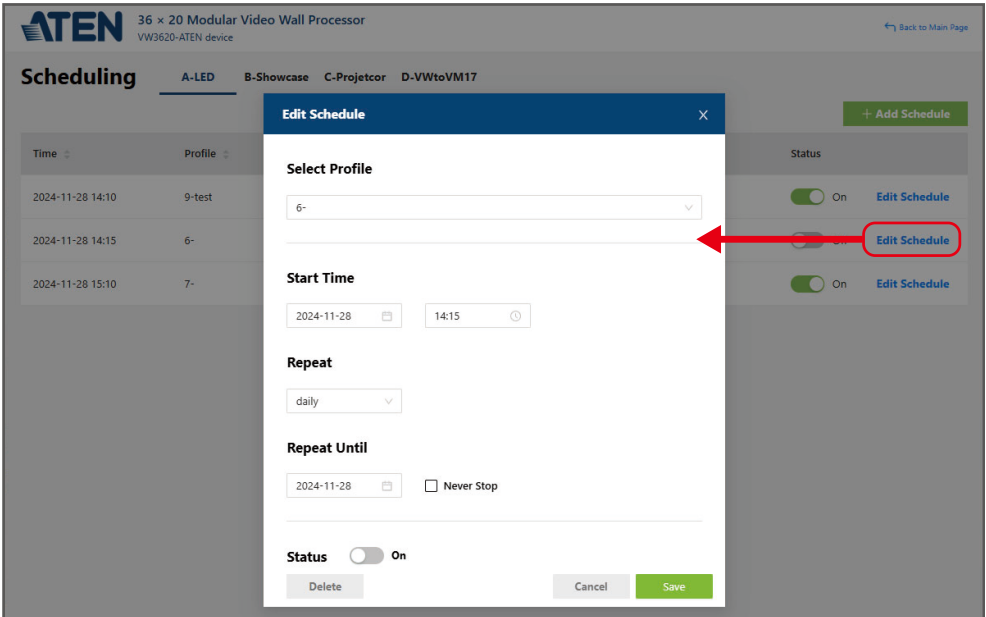 ATEN
36 × 20 Modular Video Wall Processor
VW3620-ATEN device
Back to Main Page
Scheduling
A-LED B-Showcase C-Projetcor D-VWtoVM17
+ Add Schedule
Time Profile Status
2024-11-28 14:10 9-test On Edit Schedule
2024-11-28 14:15 6- On Edit Schedule
2024-11-28 15:10 7- On Edit Schedule
Edit Schedule X
Select Profile
6-
Start Time
2024-11-28 14:15
Repeat
daily
Repeat Until
2024-11-28 Never Stop
Status On
Delete Cancel Save